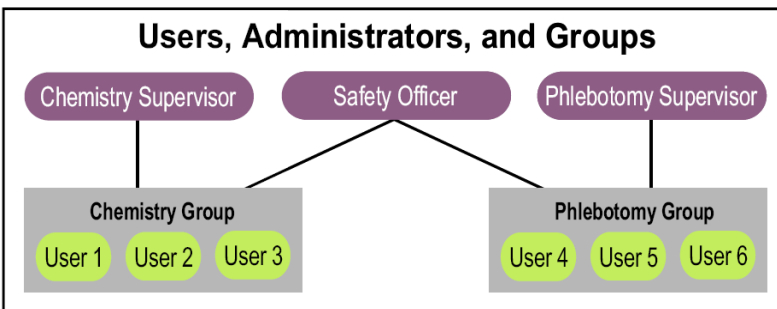 Users, Administrators, and Groups
Chemistry Supervisor
Safety Officer
Phlebotomy Supervisor
Chemistry Group
User 1
User 2
User 3
Phlebotomy Group
User 4
User 5
User 6